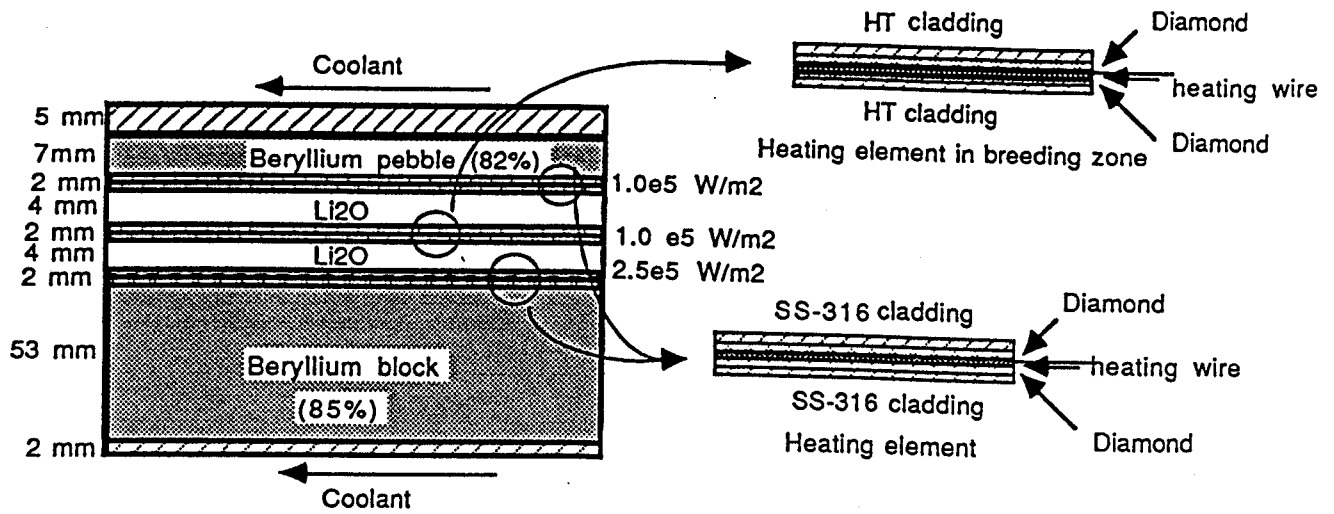 Coolant
5 mm
7mm
Beryllium pebble (82%)
2 mm
1.0e5 W/m2
4 mm
Li2O
2 mm
1.0 e5 W/m2
4 mm
Li2O
2 mm
2.5e5 W/m2
53 mm
Beryllium block
(85%)
2 mm
Coolant
HT cladding
Diamond
heating wire
HT cladding
Diamond
Heating element in breeding zone
SS-316 cladding
Diamond
heating wire
SS-316 cladding
Diamond
Heating element